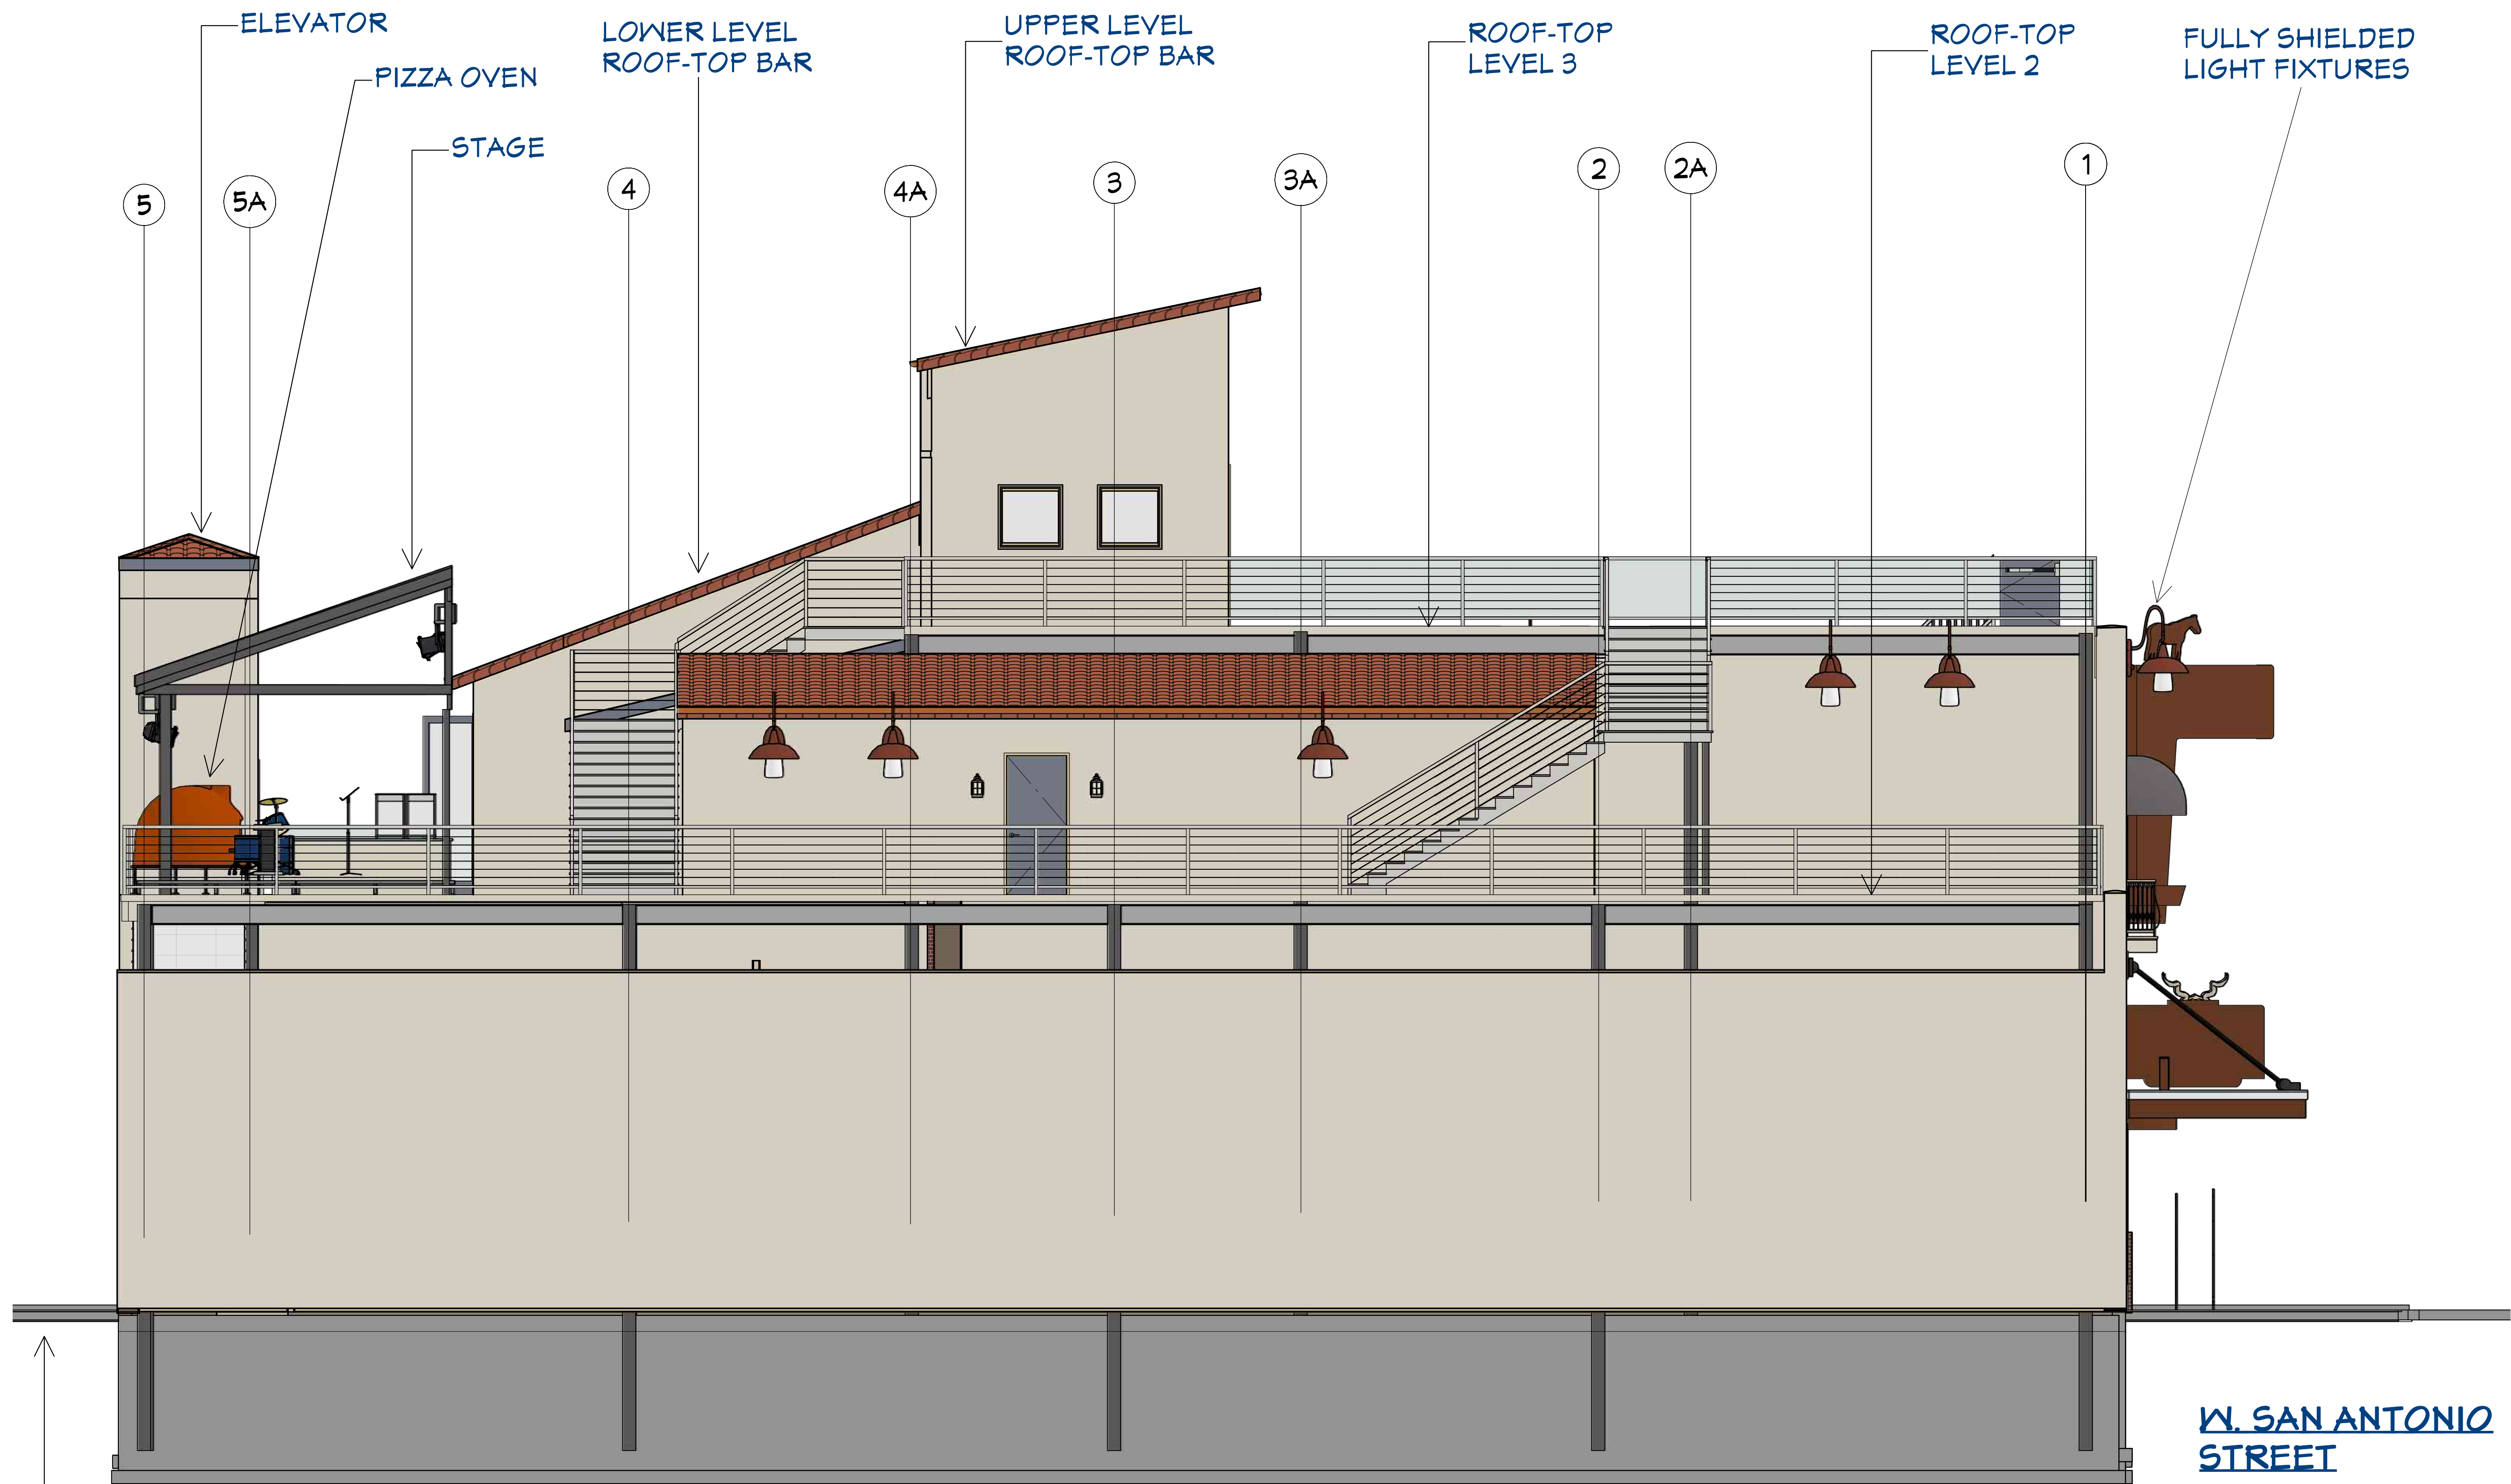 ELEVATOR
PIZZA OVEN
STAGE
LOWER LEVEL
ROOF-TOP BAR
UPPER LEVEL
ROOF-TOP BAR
ROOF-TOP
LEVEL 3
ROOF-TOP
LEVEL 2
FULLY SHIELDED
LIGHT FIXTURES
5
5A
4
4A
3
3A
2
2A
1
W. SAN ANTONIO
STREET